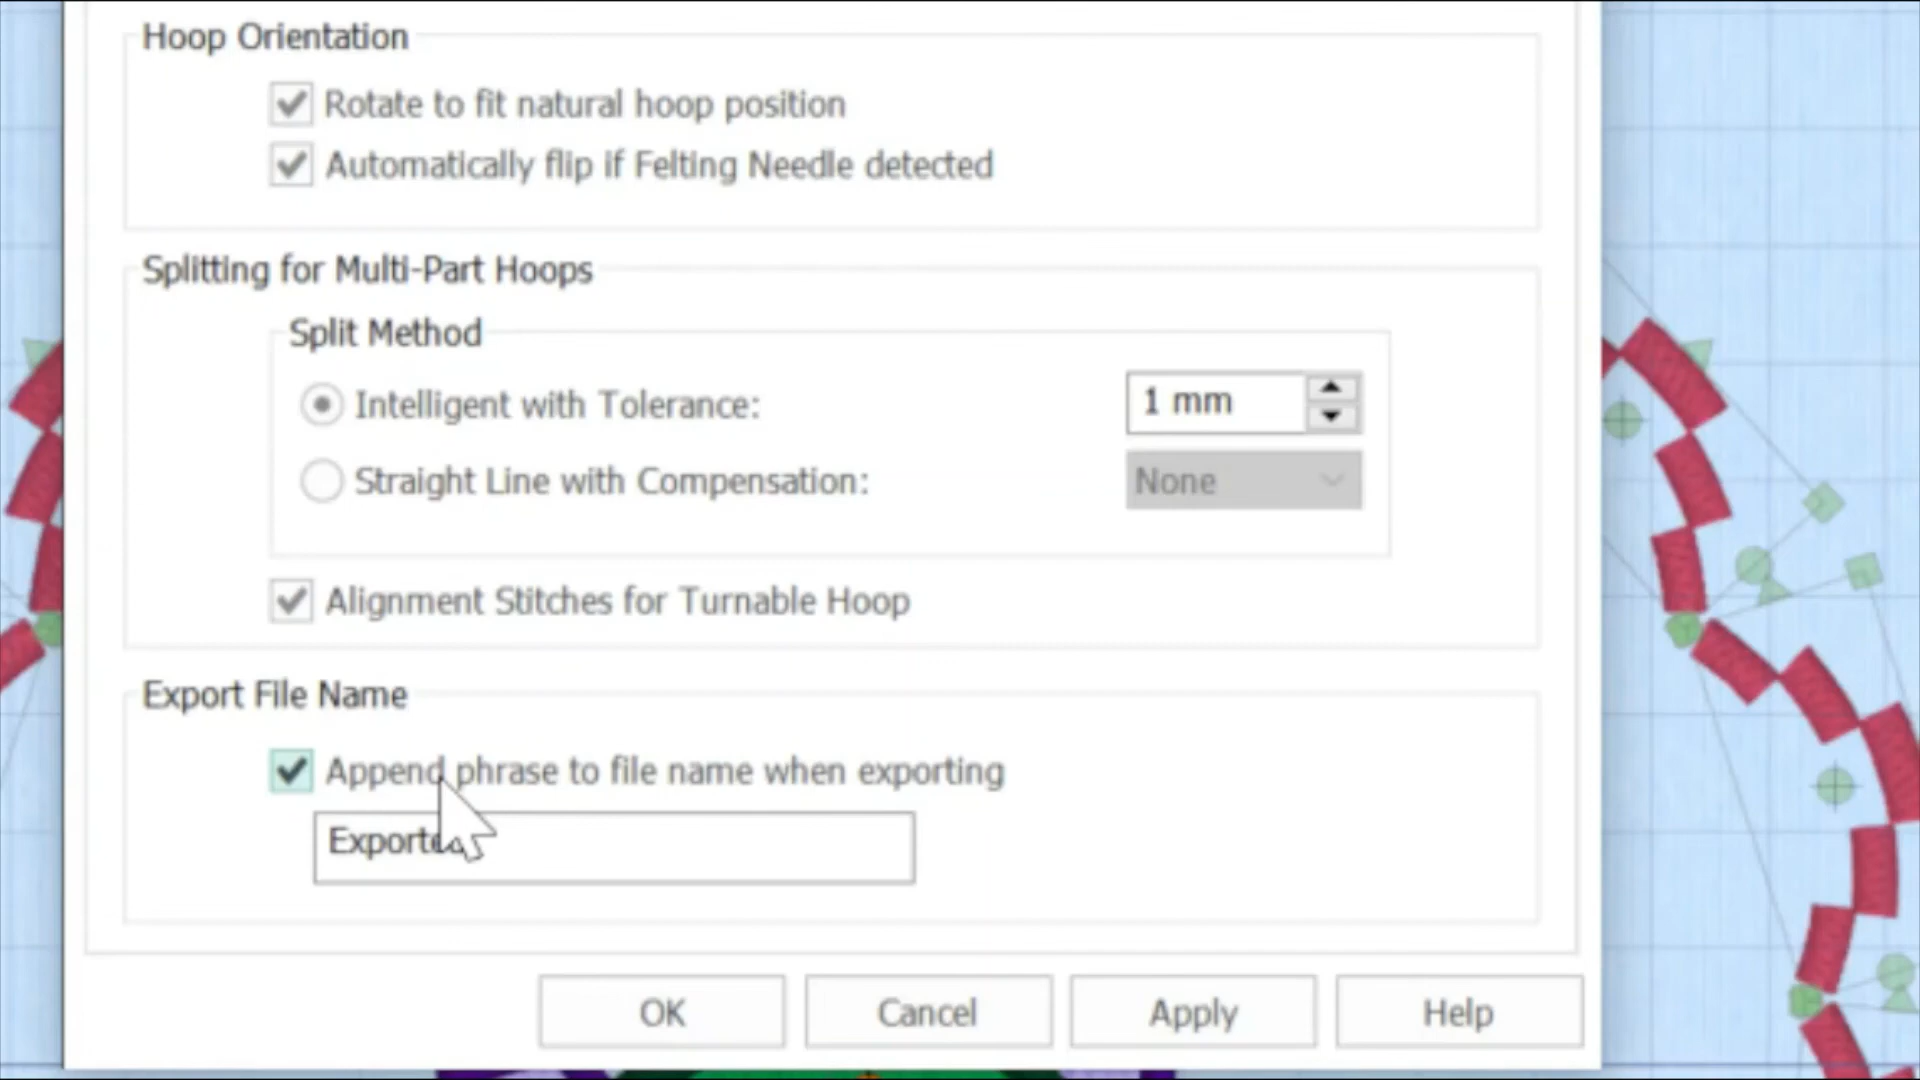 Hoop Orientation
Rotate to fit natural hoop position
Automatically flip if Felting Needle detected
Splitting for Multi-Part Hoops
Split Method
Intelligent with Tolerance:
1 mm
Straight Line with Compensation:
None
Alignment Stitches for Turnable Hoop
Export File Name
Append phrase to file name when exporting
OK
Cancel
Apply
Help